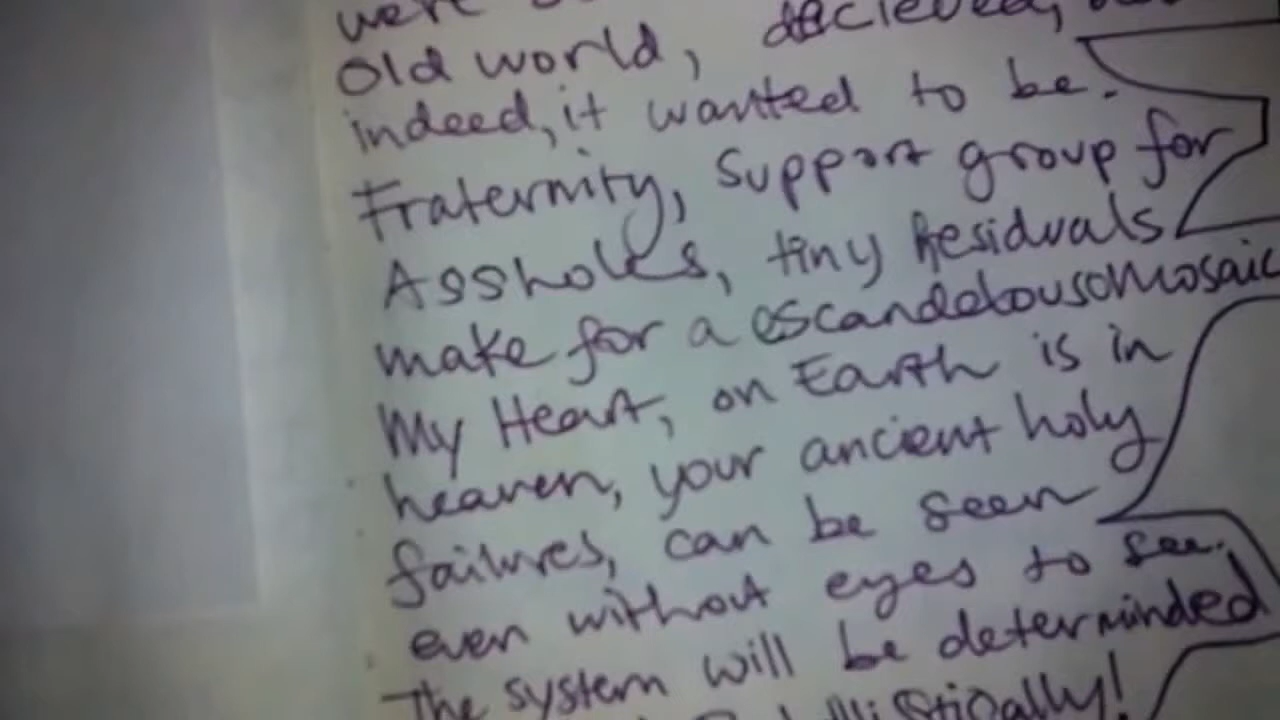 were
Old world, decieved,
indeed, it wanted to be.
Fraternity, Support group for
Assholes, tiny Residuals
make for a escandelousomosaic
My Heart, on Earth is in
heaven, your ancient holy
failures, can be seen
even without eyes to see.
The system will be determinded